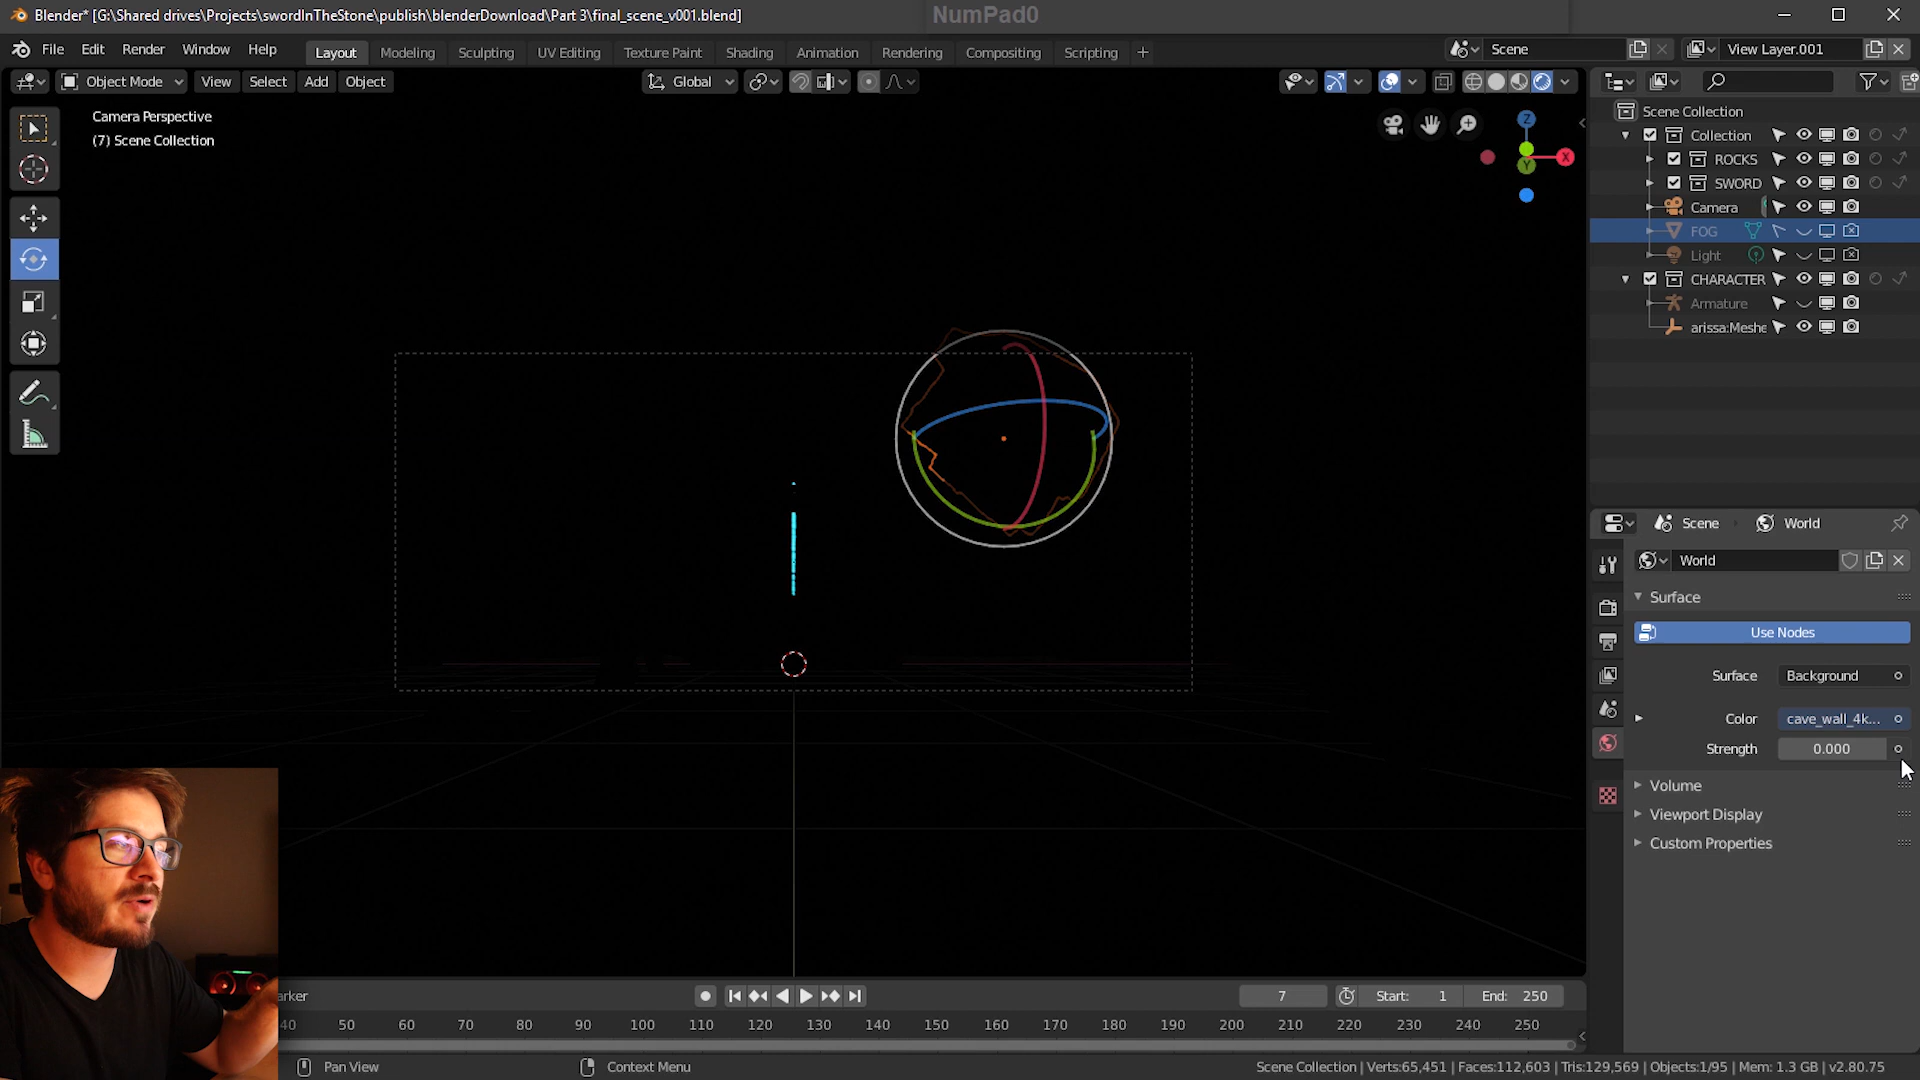 Blender* [G:\Shared drives\Projects\swordInTheStone\publish\blenderDownload\Part 3\final_scene_v001.blend]
NumPad0
File Edit Render Window Help
Layout Modeling Sculpting UV Editing Texture Paint Shading Animation Rendering Compositing Scripting +
Scene
View Layer.001
Object Mode View Select Add Object
Global
Camera Perspective
(7) Scene Collection
Z
X
Y
Scene Collection
Collection
ROCKS
SWORD
Camera
FOG
Light
CHARACTER
Armature
arissa:Meshe
Scene World
World
Surface
Use Nodes
Surface Background
Color cave_wall_4k...
Strength 0.000
Volume
Viewport Display
Custom Properties
arker
7
Start: 1
End: 250
40 50 60 70 80 90 100 110 120 130 140 150 160 170 180 190 200 210 220 230 240 250
Pan View
Context Menu
Scene Collection | Verts:65,451 | Faces:112,603 | Tris:129,569 | Objects:1/95 | Mem: 1.3 GB | v2.80.75